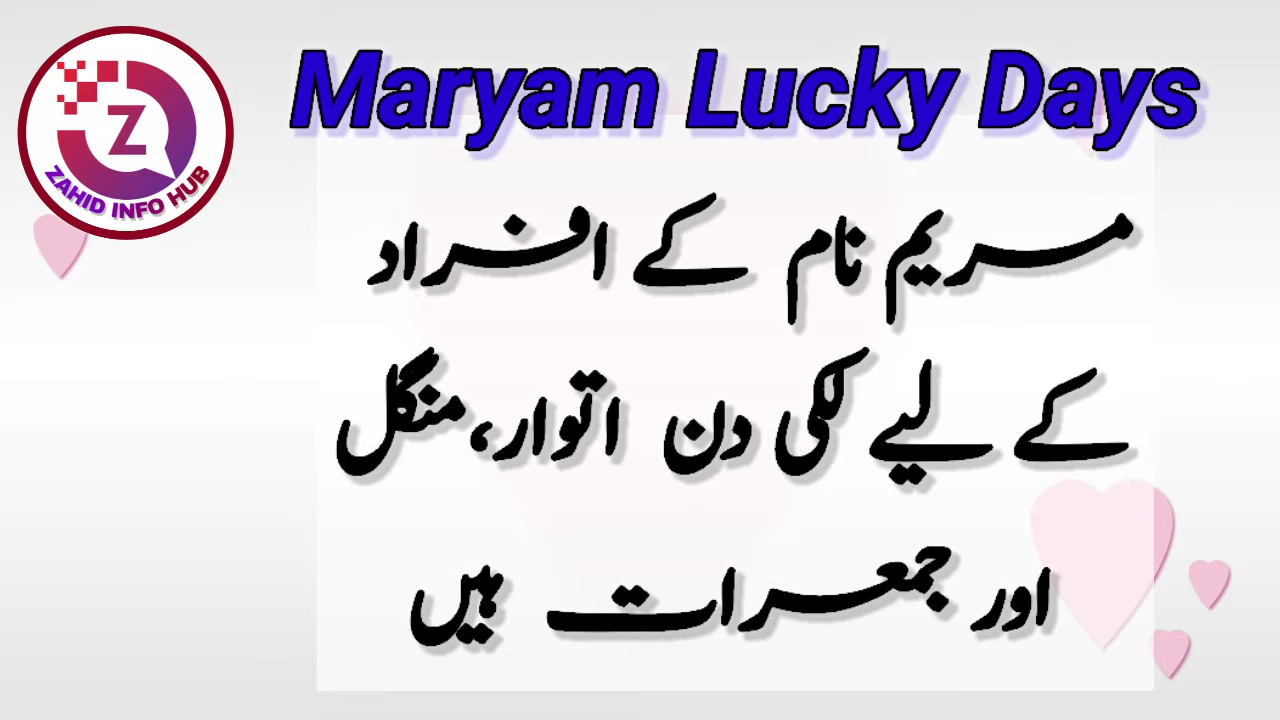 Maryam Lucky Days
Z
ZAHID INFO HUB
مریم نام کے افراد
کے لیے لکی دن اتوار،منگل
اور جمعرات ہیں